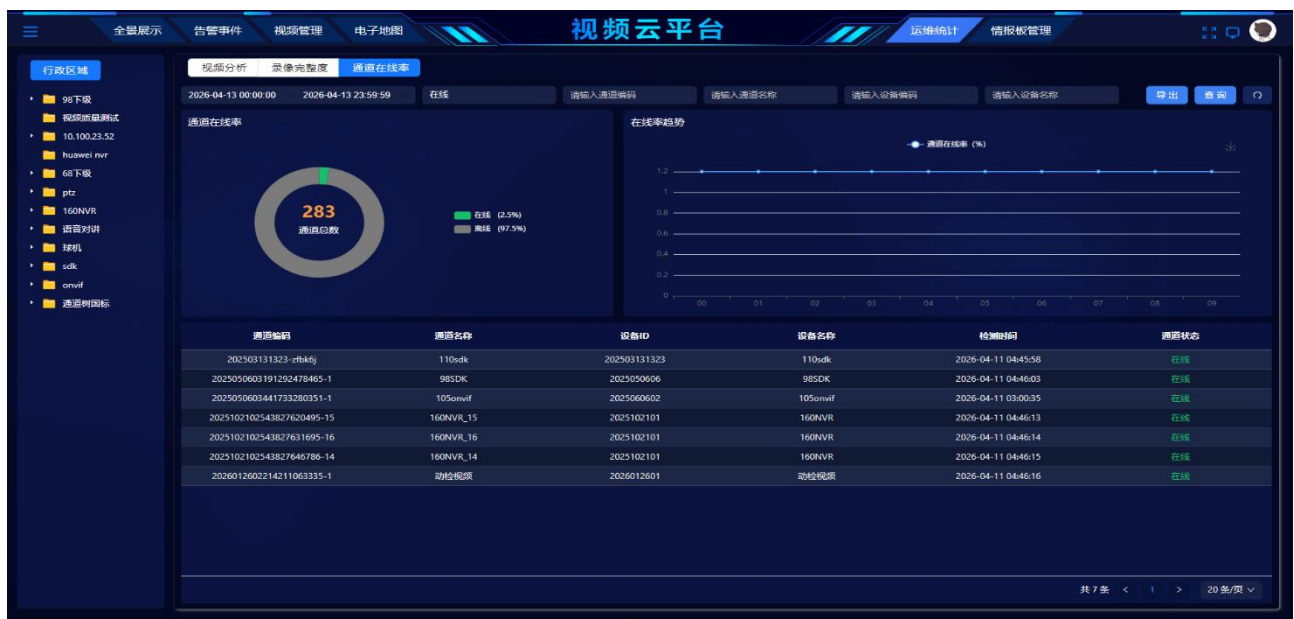 全景展示 告警事件 视频管理 电子地图 视频云平台 运维统计 情报板管理
行政区域
98下级
视频质量测试
10.100.23.52
huawei nvr
68下级
ptz
160NVR
语音对讲
球机
sdk
onvif
通道树国标
视频分析 录像完整度 通道在线率
2026-04-13 00:00:00 2026-04-13 23:59:59 在线 请输入通道编码 请输入通道名称 请输入设备编码 请输入设备名称 导出 查询
通道在线率
283
通道总数
在线 (2.5%)
离线 (97.5%)
在线率趋势
通道在线率 (%)
1.2
1
0.8
0.6
0.4
0.2
0
00 01 02 03 04 05 06 07 08 09
通道编码 通道名称 设备ID 设备名称 检测时间 通道状态
202503131323-zfbk6j 110sdk 202503131323 110sdk 2026-04-11 04:45:58 在线
2025050603191292478465-1 98SDK 2025050606 98SDK 2026-04-11 04:46:03 在线
2025050603441733280351-1 105onvif 2025060602 105onvif 2026-04-11 03:00:35 在线
2025102102543827620495-15 160NVR_15 2025102101 160NVR 2026-04-11 04:46:13 在线
2025102102543827631695-16 160NVR_16 2025102101 160NVR 2026-04-11 04:46:14 在线
2025102102543827646786-14 160NVR_14 2025102101 160NVR 2026-04-11 04:46:15 在线
2026012602214211063335-1 动检视频 2026012601 动检视频 2026-04-11 04:46:16 在线
共 7 条 < 1 > 20 条/页